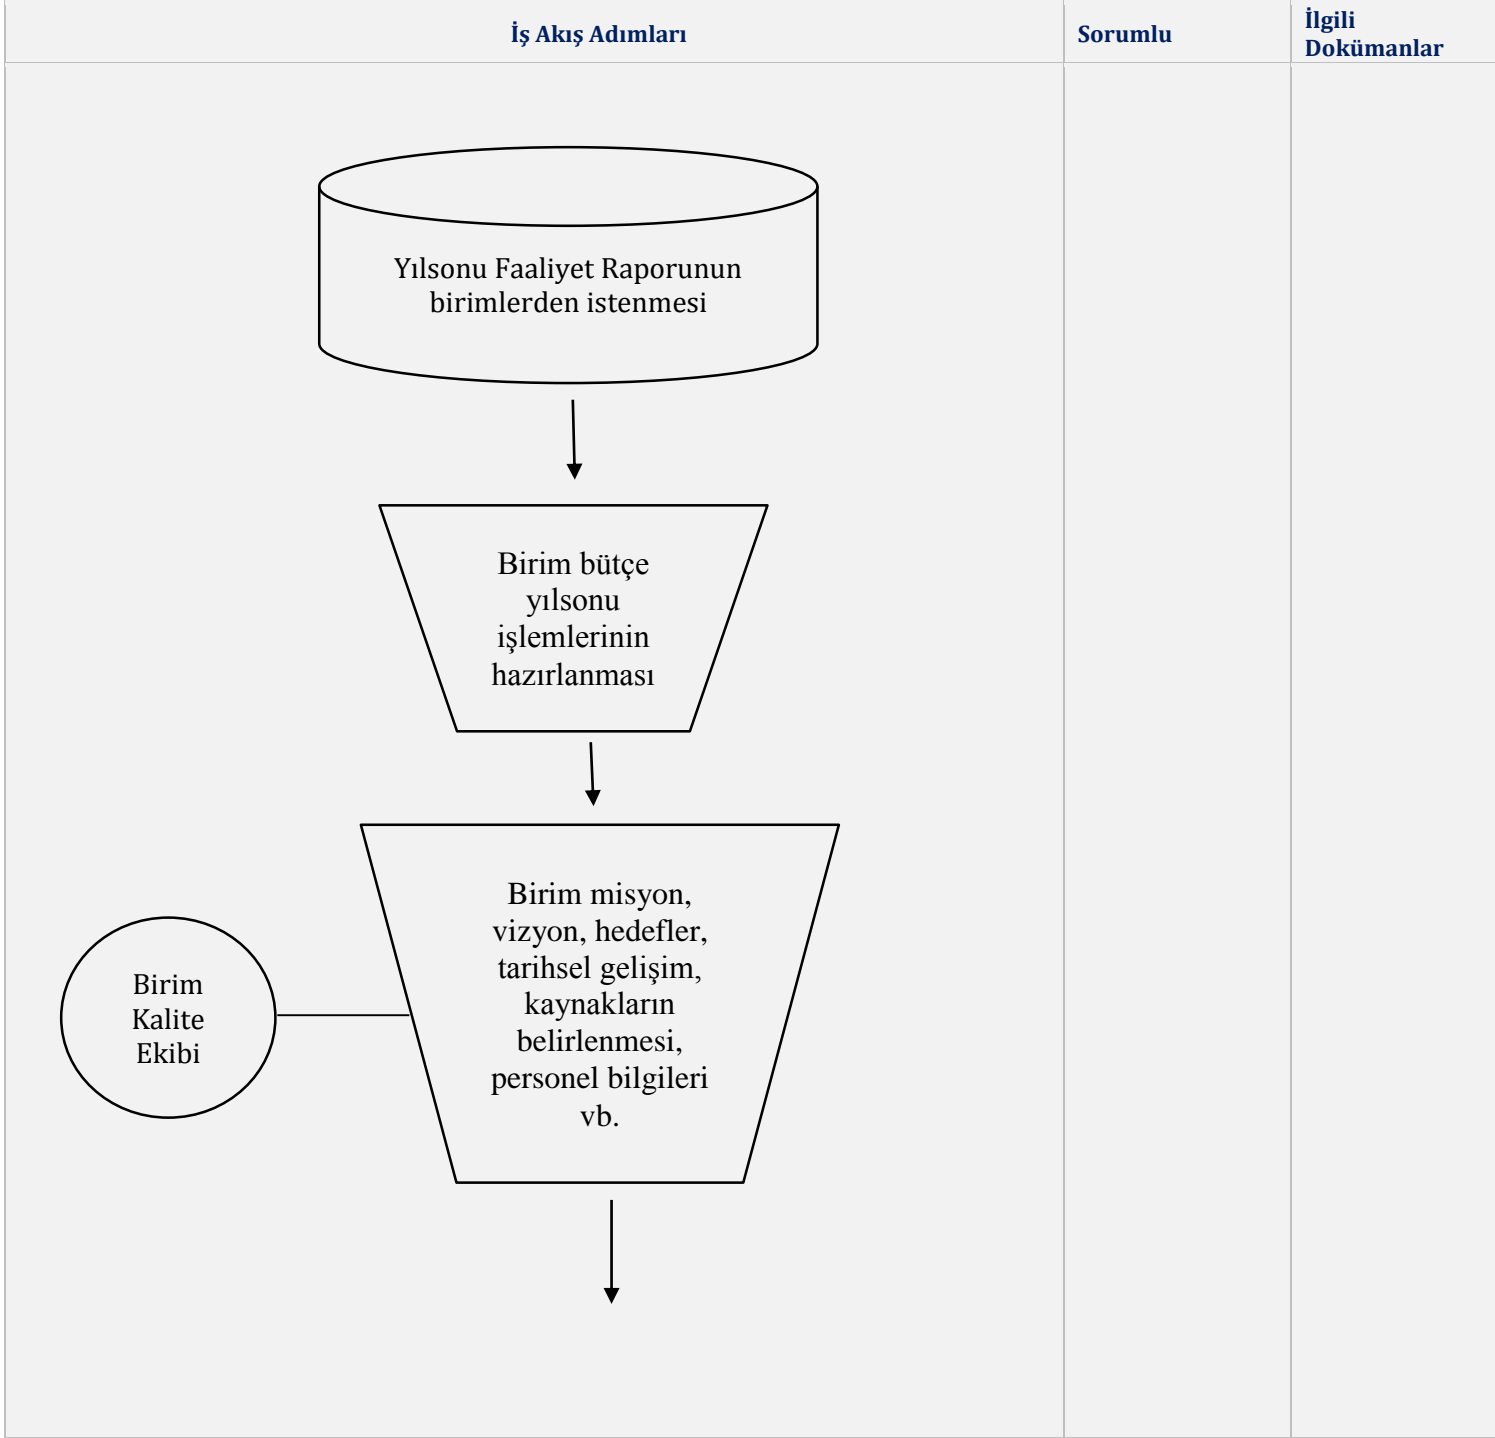 İş Akış Adımları
Sorumlu
İlgili
Dokümanlar
Yılsonu Faaliyet Raporunun
birimlerden istenmesi
Birim bütçe
yılsonu
işlemlerinin
hazırlanması
Birim misyon,
vizyon, hedefler,
tarihsel gelişim,
kaynakların
belirlenmesi,
personel bilgileri
vb.
Birim
Kalite
Ekibi